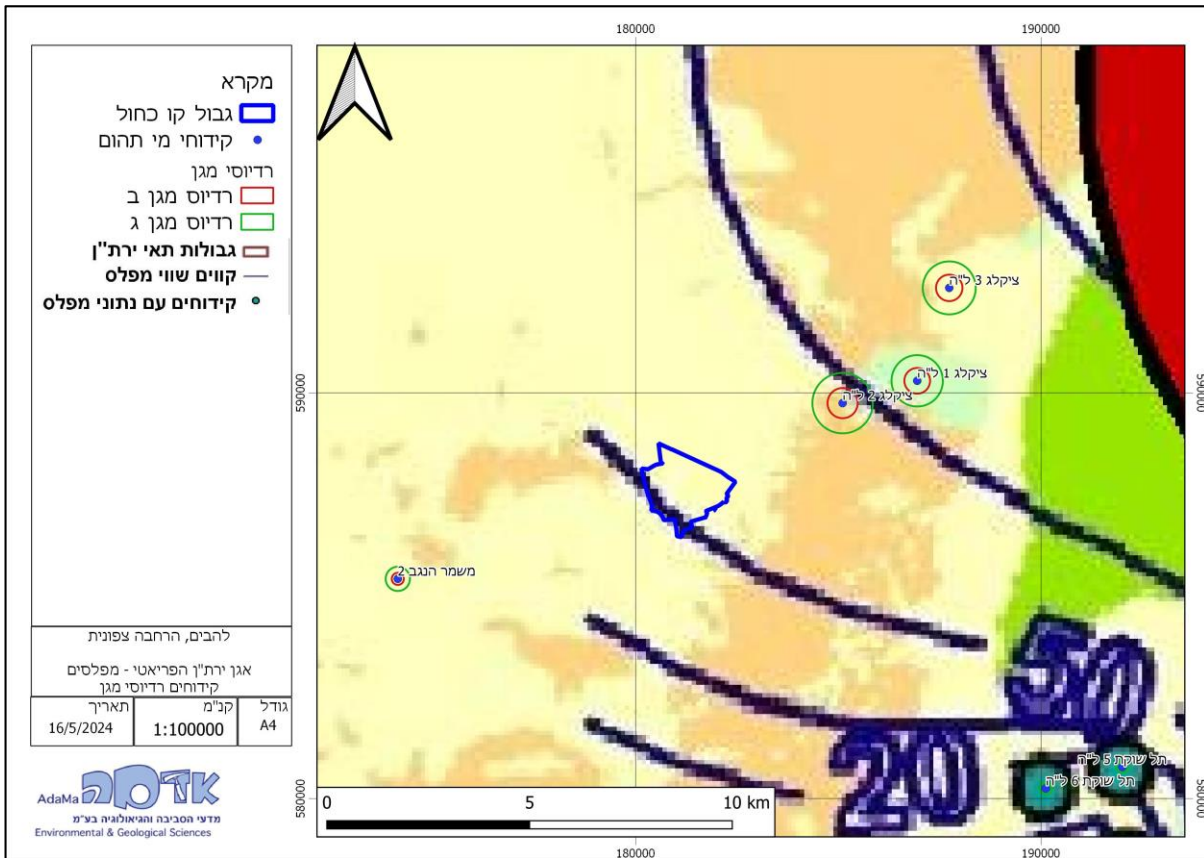 מקרא
גבול קו כחול
קידוחי מי תהום
רדיוסי מגן
רדיוס מגן ב
רדיוס מגן ג
גבולות תאי ירת"ן
קווים שווי מפלס
קידוחים עם נתוני מפלס
להבים, הרחבה צפונית
אגן ירת"ן הפריאטי - מפלסים
קידוחים רדיוסי מגן
גודל קנ"מ תאריך
A4 1:100000 16/5/2024
AdaMa אדמה
מדעי הסביבה והגיאולוגיה בע"מ
Environmental & Geological Sciences
180000 190000
ציקלג 3 ל"ה
ציקלג 1 ל"ה
590000 590000
ציקלג 2 ל"ה
משמר הנגב 2
50
20
תל שוקת 5 ל"ה
תל שוקת 6 ל"ה
580000 580000
0 5 10 km
180000 190000